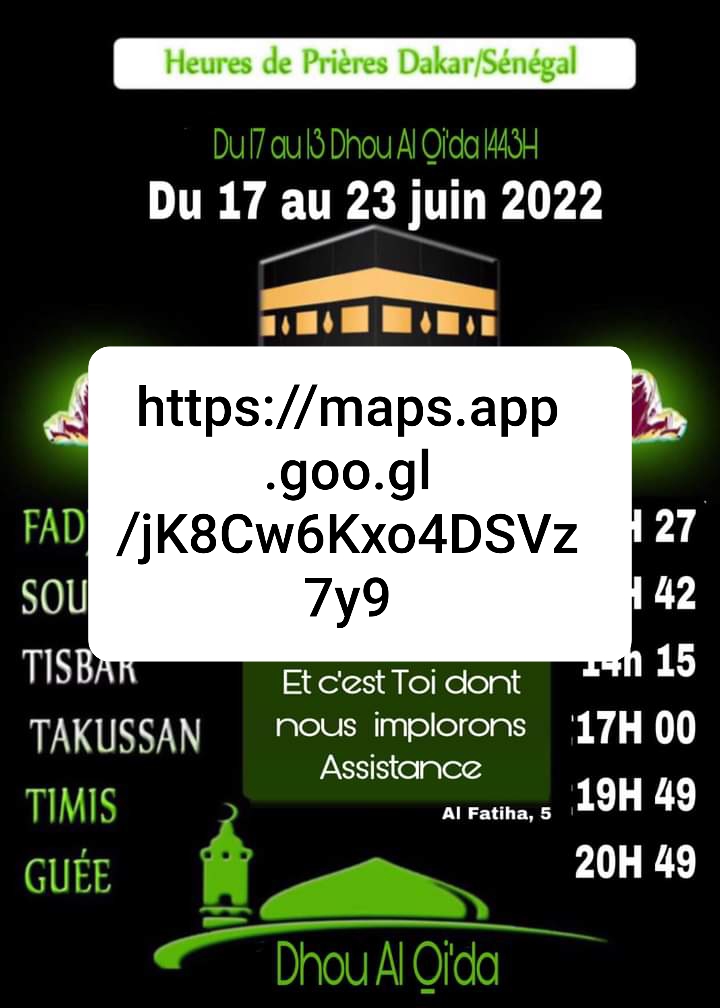 Heures de Prières Dakar/Sénégal
Du 17 au 13 Dhou Al Qi'da 1443H
Du 17 au 23 juin 2022
https://maps.app
.goo.gl
/jK8Cw6Kxo4DSVz
7y9
27
42
TISBAR 14h 15
Et c'est Toi dont
nous implorons
Assistance
Al Fatiha, 5
TAKUSSAN 17H 00
TIMIS 19H 49
GUÉE 20H 49
Dhou Al Qi'da